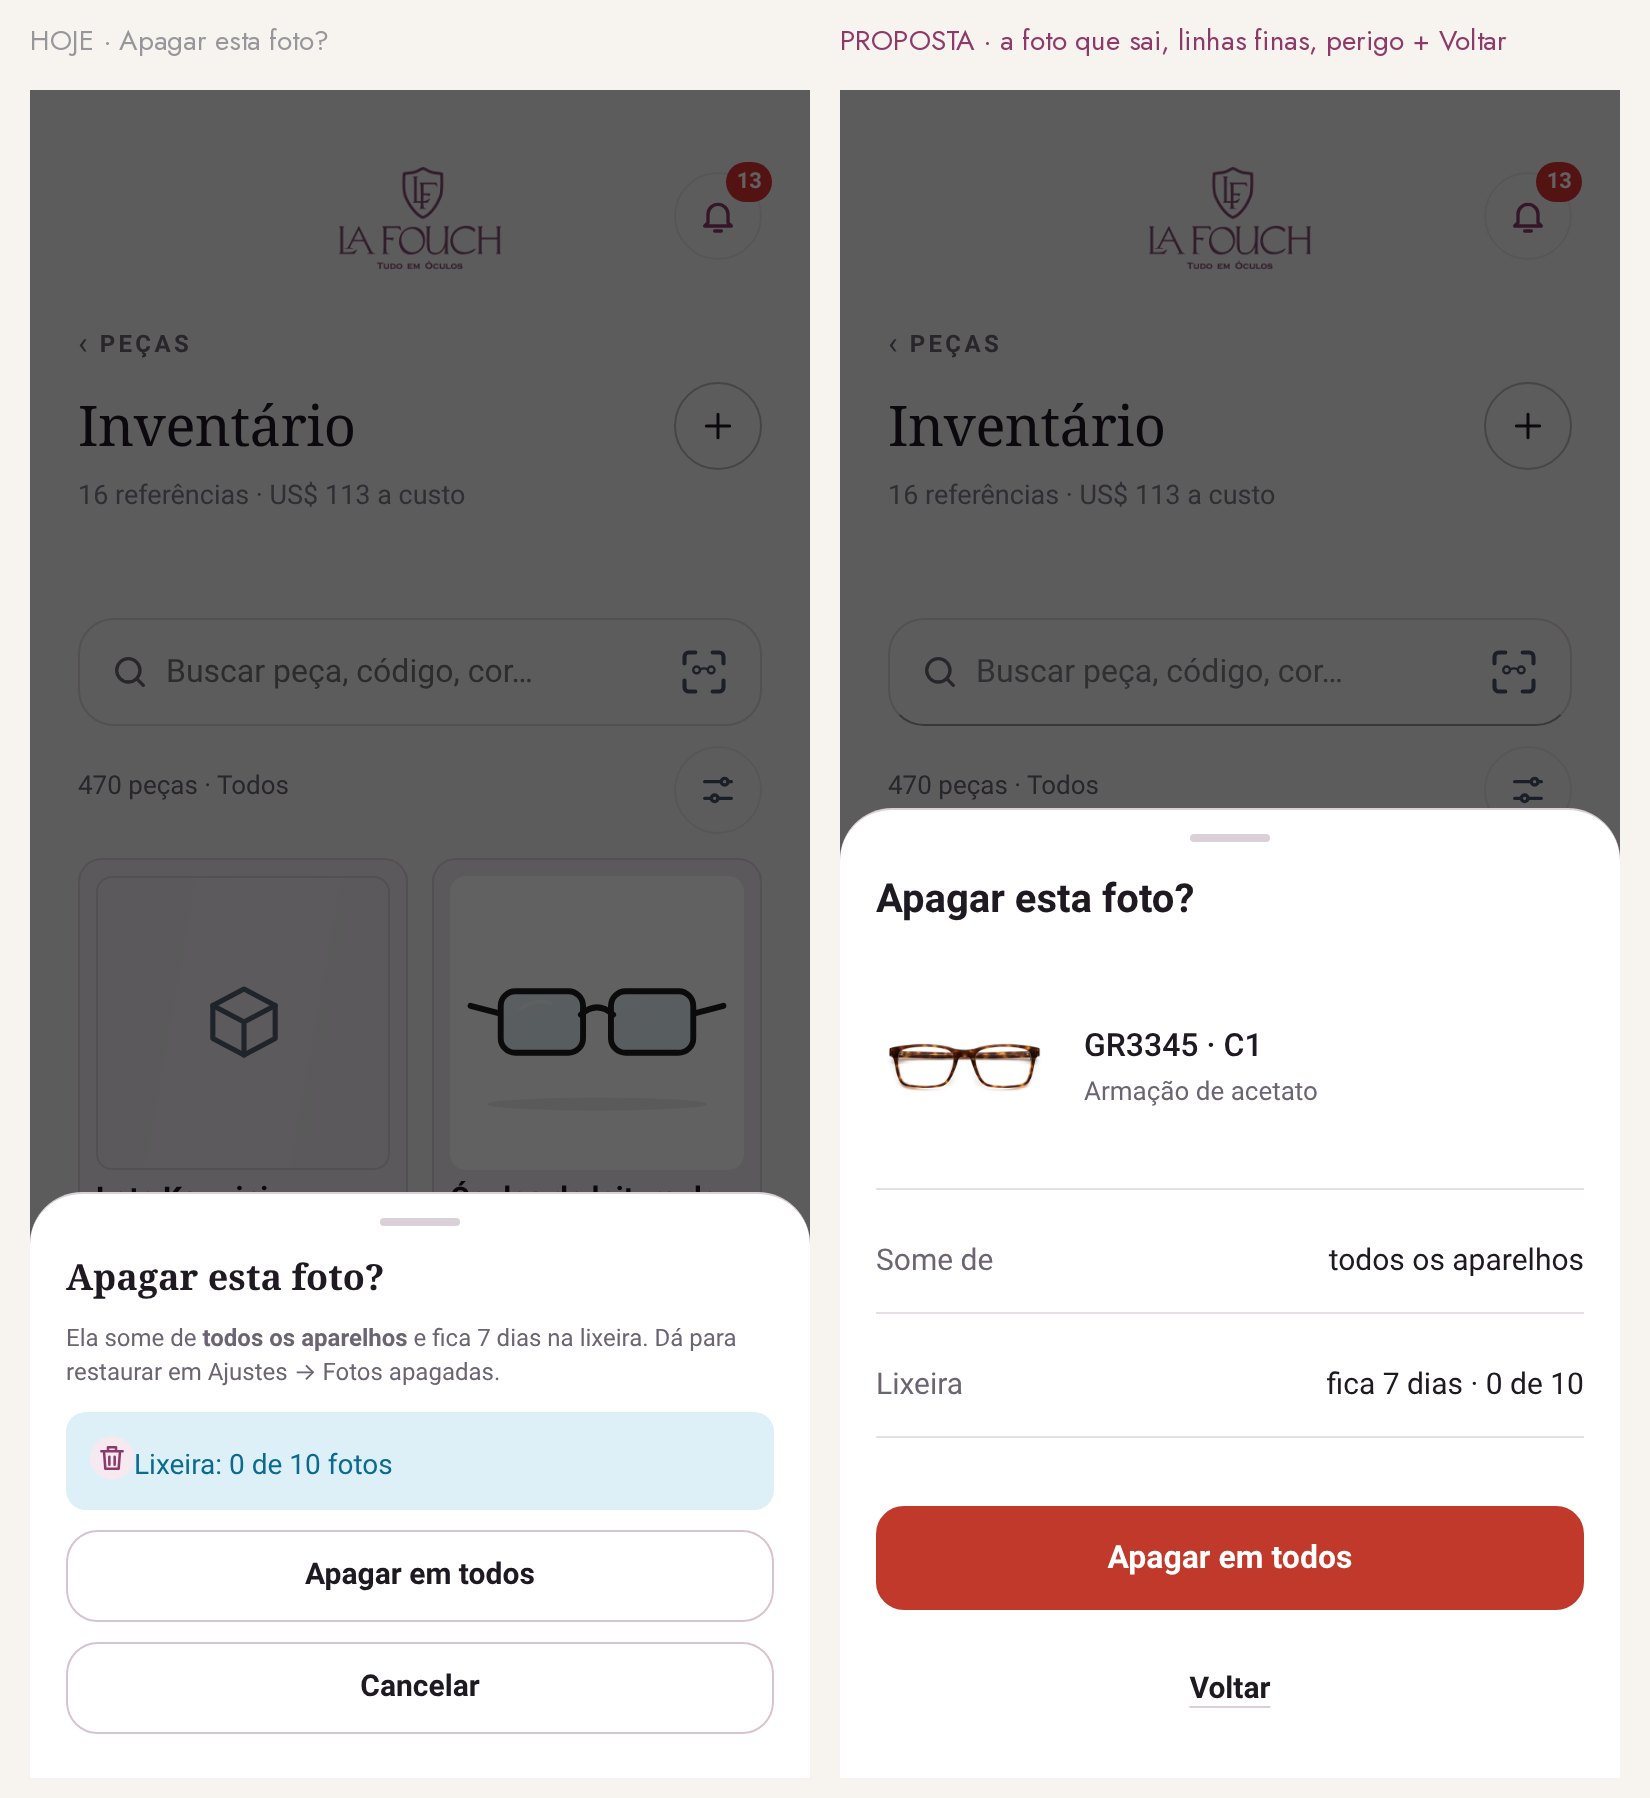 HOJE · Apagar esta foto?
13
LF
LA FOUCH
TUDO EM ÓCULOS
‹ PEÇAS
Inventário
16 referências · US$ 113 a custo
Buscar peça, código, cor...
470 peças · Todos
Apagar esta foto?
Ela some de todos os aparelhos e fica 7 dias na lixeira. Dá para
restaurar em Ajustes → Fotos apagadas.
Lixeira: 0 de 10 fotos
Apagar em todos
Cancelar
PROPOSTA · a foto que sai, linhas finas, perigo + Voltar
13
LF
LA FOUCH
TUDO EM ÓCULOS
‹ PEÇAS
Inventário
16 referências · US$ 113 a custo
Buscar peça, código, cor...
470 peças · Todos
Apagar esta foto?
GR3345 · C1
Armação de acetato
Some de todos os aparelhos
Lixeira fica 7 dias · 0 de 10
Apagar em todos
Voltar